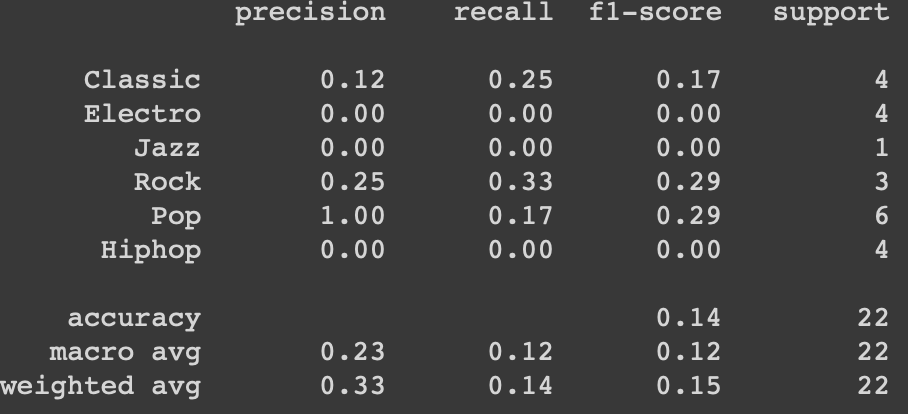 precision recall f1-score support
Classic 0.12 0.25 0.17 4
Electro 0.00 0.00 0.00 4
Jazz 0.00 0.00 0.00 1
Rock 0.25 0.33 0.29 3
Pop 1.00 0.17 0.29 6
Hiphop 0.00 0.00 0.00 4
accuracy 0.14 22
macro avg 0.23 0.12 0.12 22
weighted avg 0.33 0.14 0.15 22